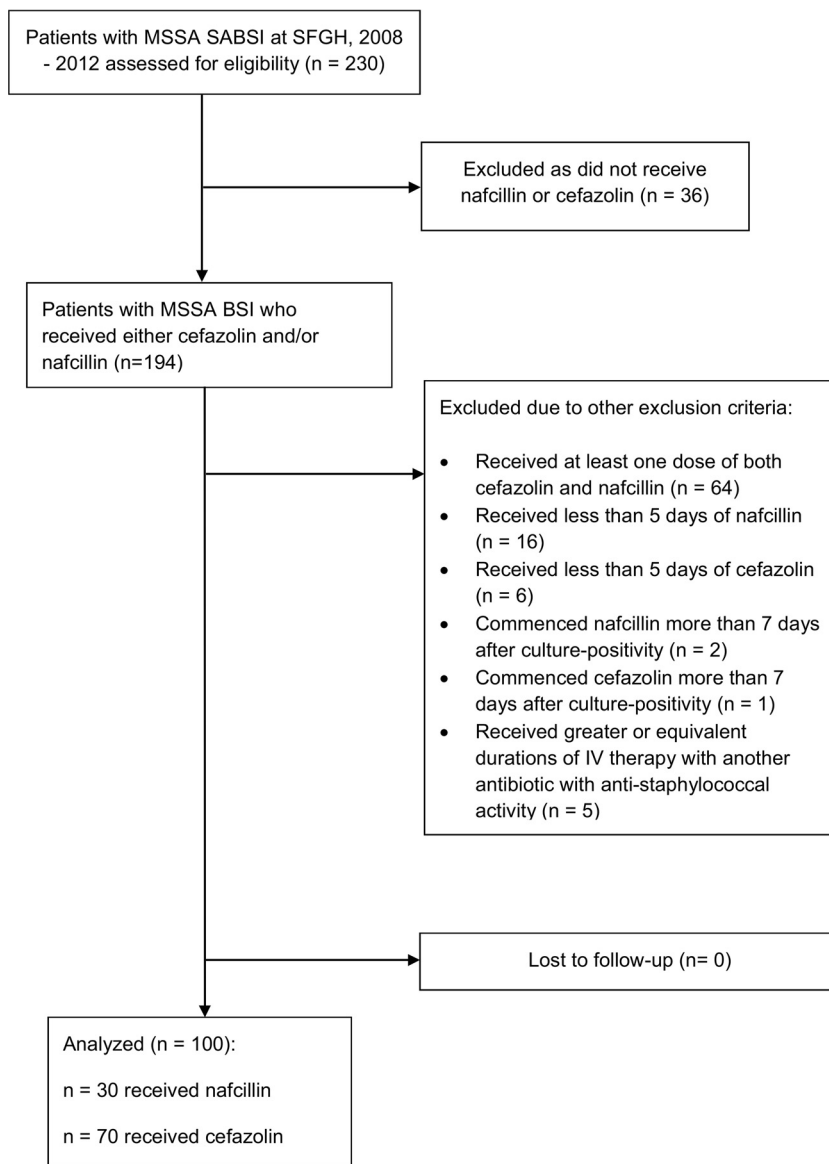 Patients with MSSA SABSI at SFGH, 2008
- 2012 assessed for eligibility (n = 230)
Excluded as did not receive
nafcillin or cefazolin (n = 36)
Patients with MSSA BSI who
received either cefazolin and/or
nafcillin (n=194)
Excluded due to other exclusion criteria:
• Received at least one dose of both
cefazolin and nafcillin (n = 64)
• Received less than 5 days of nafcillin
(n = 16)
• Received less than 5 days of cefazolin
(n = 6)
• Commenced nafcillin more than 7 days
after culture-positivity (n = 2)
• Commenced cefazolin more than 7
days after culture-positivity (n = 1)
• Received greater or equivalent
durations of IV therapy with another
antibiotic with anti-staphylococcal
activity (n = 5)
Lost to follow-up (n= 0)
Analyzed (n = 100):
n = 30 received nafcillin
n = 70 received cefazolin